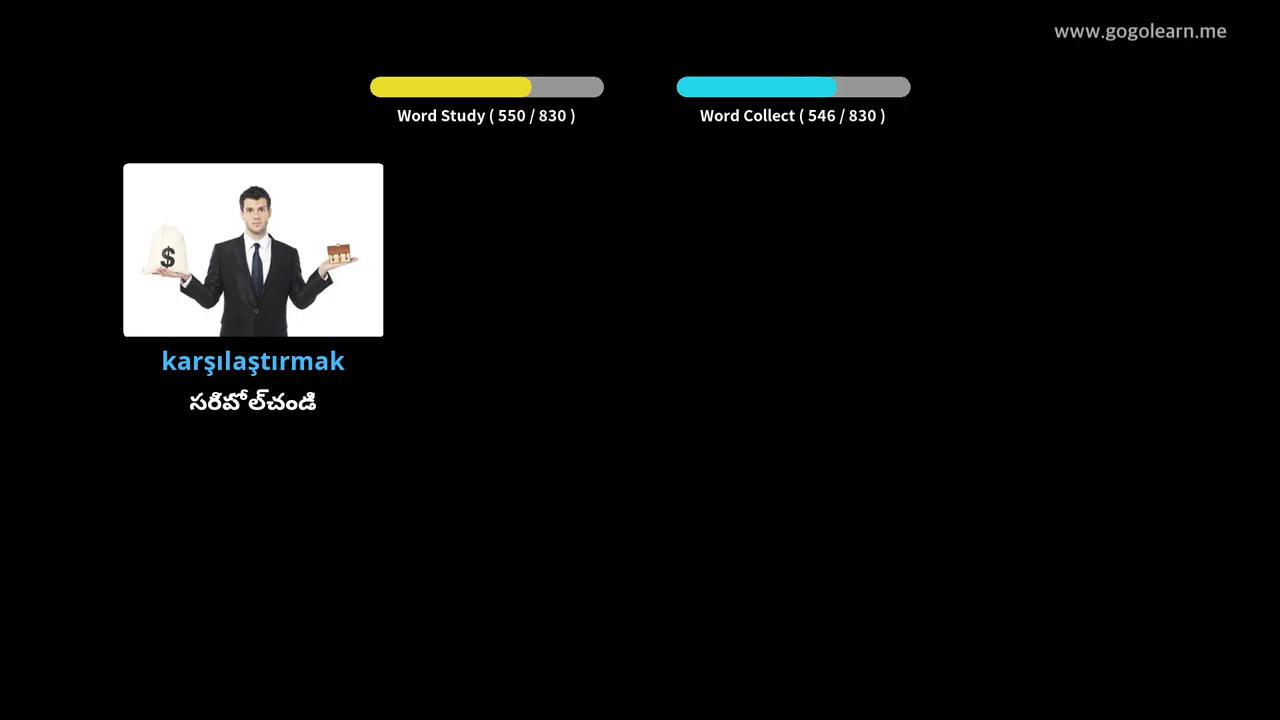 www.gogolearn.me
Word Study ( 550 / 830 )
Word Collect ( 546 / 830 )
$
karşılaştırmak
సరిపోల్చండి